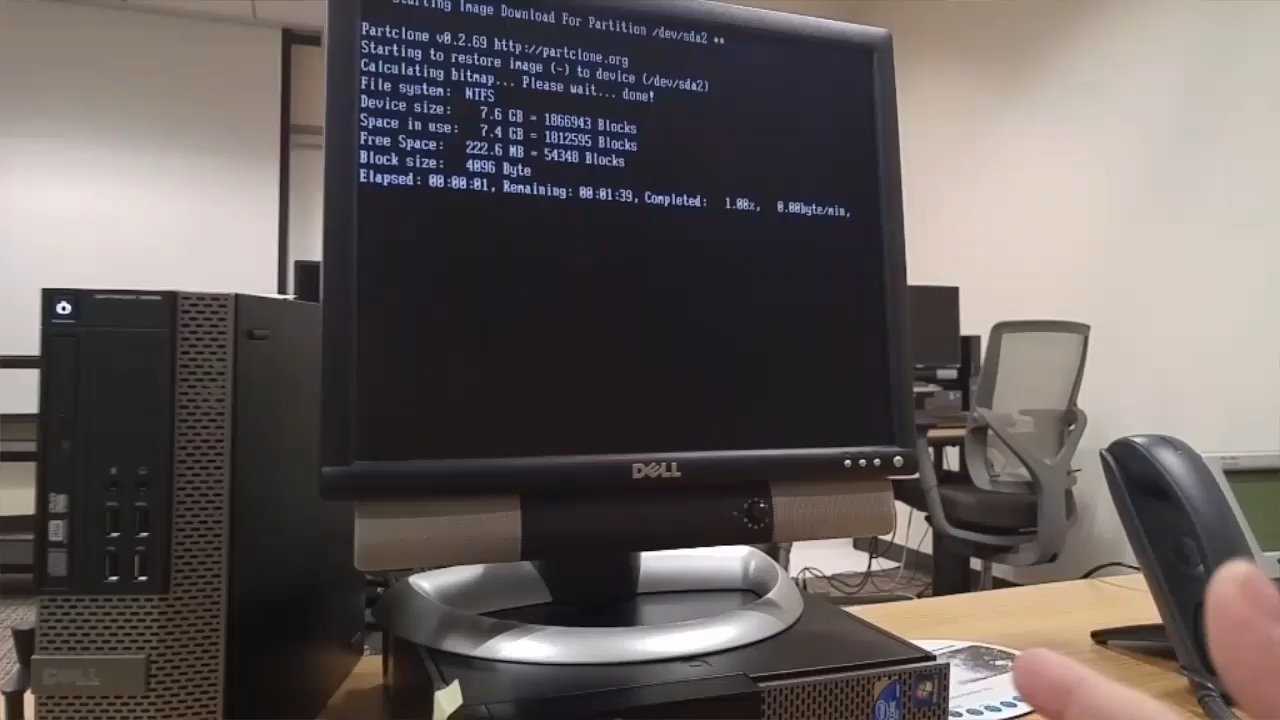 Starting Image Download For Partition /dev/sda2 **
Partclone v0.2.69 http://partclone.org
Starting to restore image (-) to device (/dev/sda2)
Calculating bitmap... Please wait... done!
File system: NTFS
Device size: 7.6 GB = 1866943 Blocks
Space in use: 7.4 GB = 1812595 Blocks
Free Space: 222.6 MB = 54348 Blocks
Block size: 4096 Byte
Elapsed: 00:00:01, Remaining: 00:01:39, Completed: 1.00%, 0.00byte/min,
DELL
DELL